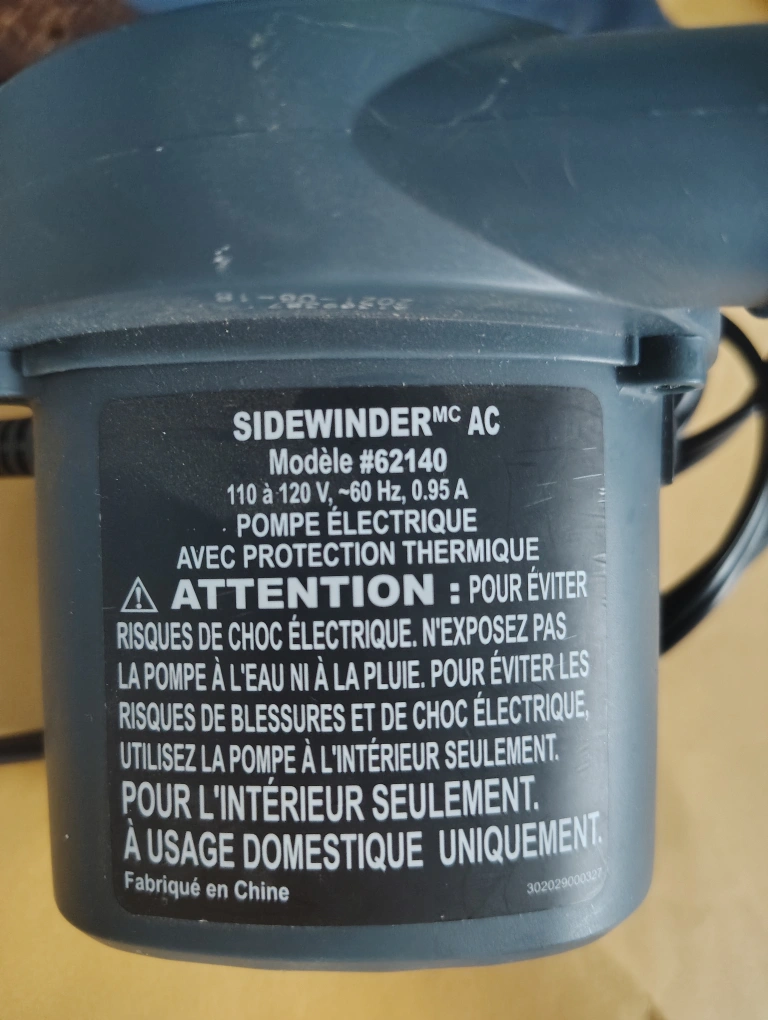 SIDEWINDERMC AC
Modèle #62140
110 à 120 V, ~60 Hz, 0.95 A
POMPE ÉLECTRIQUE
AVEC PROTECTION THERMIQUE
ATTENTION : POUR ÉVITER
RISQUES DE CHOC ÉLECTRIQUE. N'EXPOSEZ PAS
LA POMPE À L'EAU NI À LA PLUIE. POUR ÉVITER LES
RISQUES DE BLESSURES ET DE CHOC ÉLECTRIQUE,
UTILISEZ LA POMPE À L'INTÉRIEUR SEULEMENT.
POUR L'INTÉRIEUR SEULEMENT.
À USAGE DOMESTIQUE UNIQUEMENT.
Fabriqué en Chine
302029000327